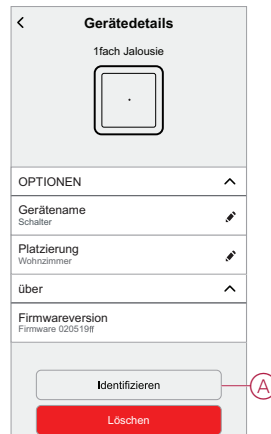 Gerätedetails
1fach Jalousie
OPTIONEN
Gerätename
Schalter
Platzierung
Wohnzimmer
über
Firmwareversion
Firmware 020519ff
Identifizieren
A
Löschen